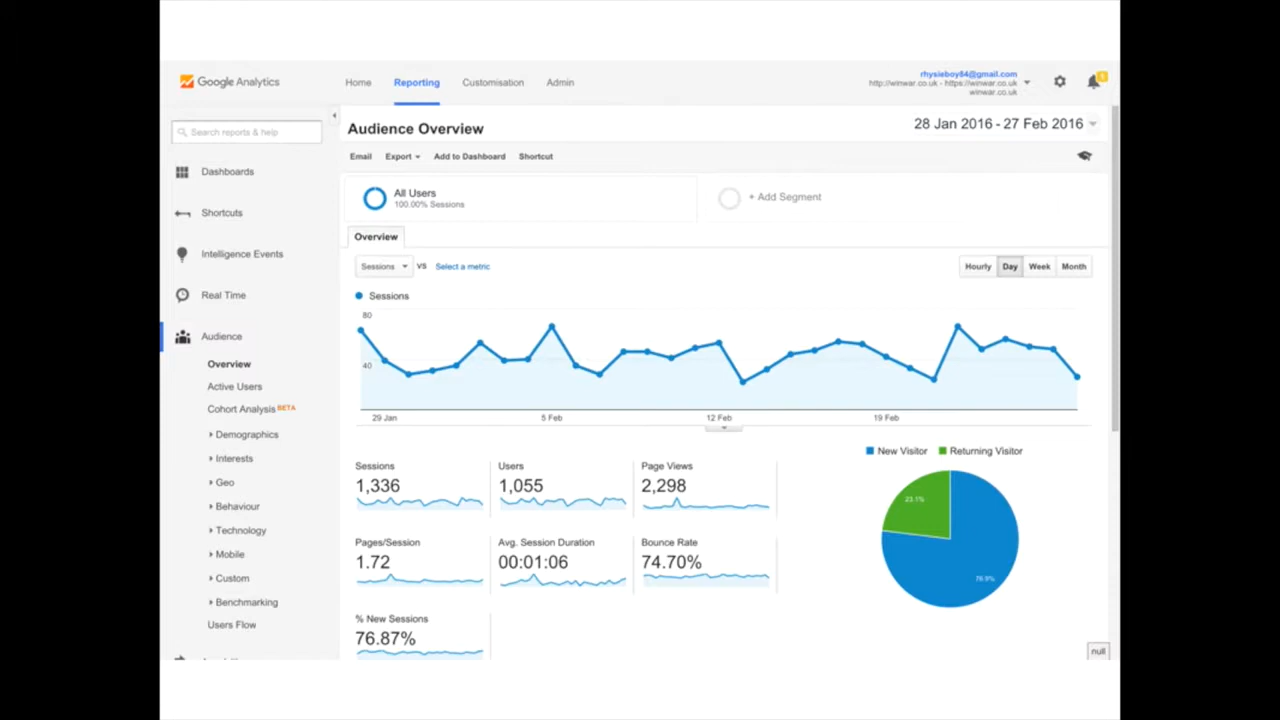 Google Analytics
Home Reporting Customisation Admin
rhysieboy84@gmail.com
http://winwar.co.uk - https://winwar.co.uk
winwar.co.uk
1
Search reports & help
Dashboards
Shortcuts
Intelligence Events
Real Time
Audience
Overview
Active Users
Cohort Analysis BETA
Demographics
Interests
Geo
Behaviour
Technology
Mobile
Custom
Benchmarking
Users Flow
Audience Overview
28 Jan 2016 - 27 Feb 2016
Email Export Add to Dashboard Shortcut
All Users
100.00% Sessions
+ Add Segment
Overview
Sessions VS Select a metric
Hourly Day Week Month
Sessions
80
40
29 Jan 5 Feb 12 Feb 19 Feb
Sessions
1,336
Users
1,055
Page Views
2,298
Pages/Session
1.72
Avg. Session Duration
00:01:06
Bounce Rate
74.70%
% New Sessions
76.87%
New Visitor Returning Visitor
23.1%
76.9%
null